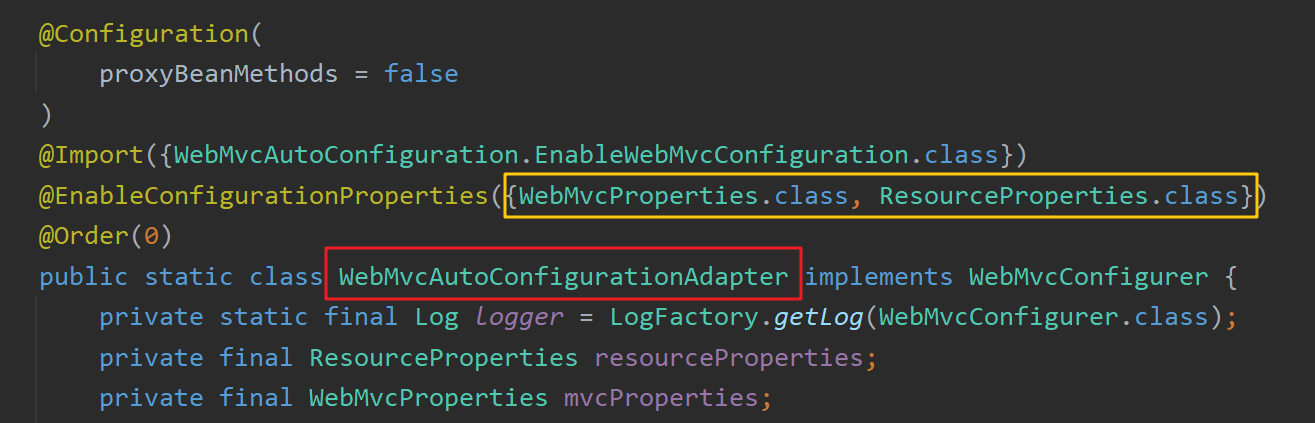 @Configuration(
    proxyBeanMethods = false
)
@Import({WebMvcAutoConfiguration.EnableWebMvcConfiguration.class})
@EnableConfigurationProperties({WebMvcProperties.class, ResourceProperties.class})
@Order(0)
public static class WebMvcAutoConfigurationAdapter implements WebMvcConfigurer {
    private static final Log logger = LogFactory.getLog(WebMvcConfigurer.class);
    private final ResourceProperties resourceProperties;
    private final WebMvcProperties mvcProperties;